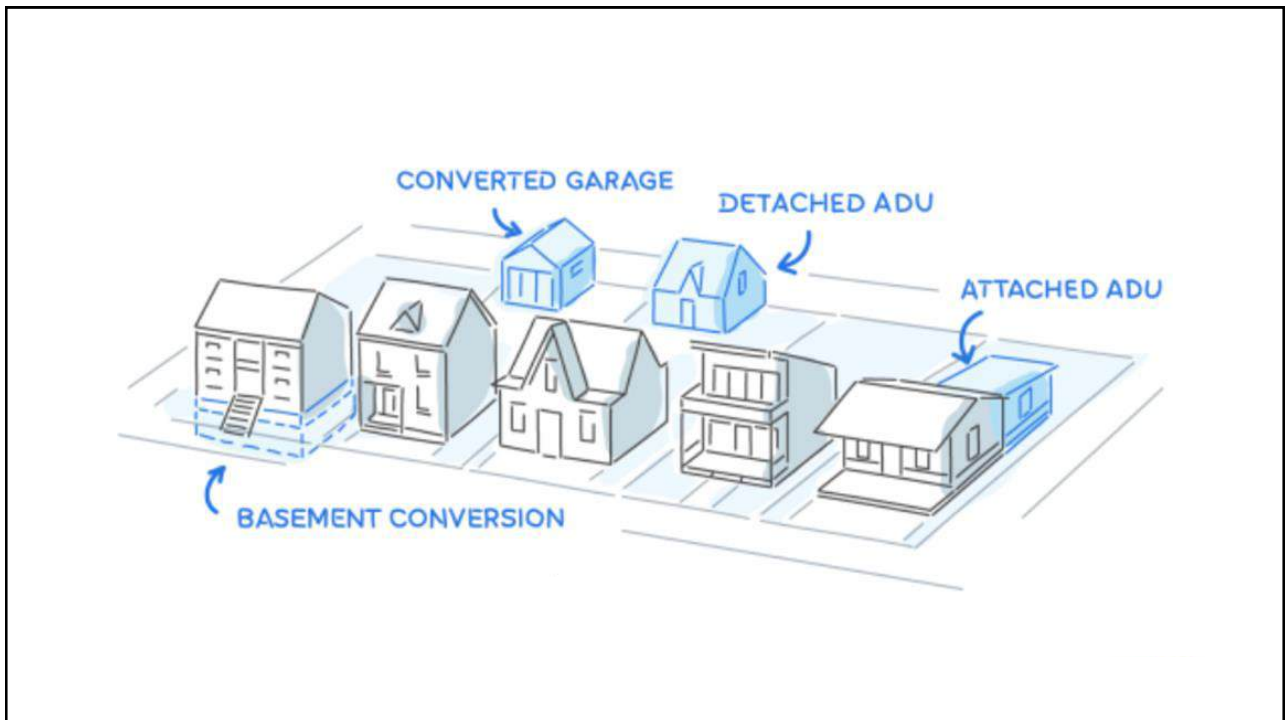 CONVERTED GARAGE
DETACHED ADU
ATTACHED ADU
BASEMENT CONVERSION